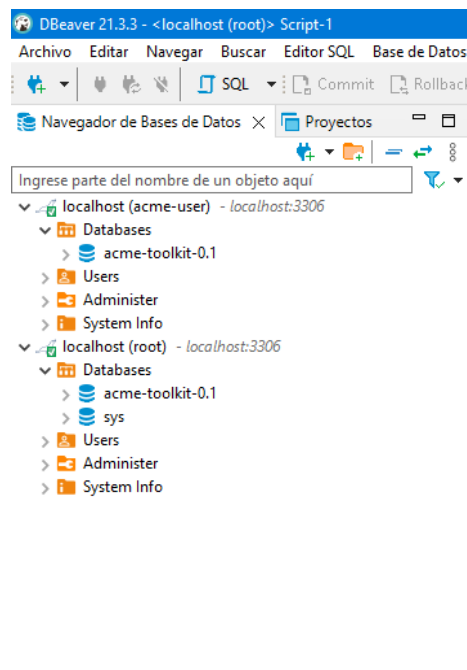 DBeaver 21.3.3 - <localhost (root)> Script-1
Archivo Editar Navegar Buscar Editor SQL Base de Datos
SQL Commit Rollback
Navegador de Bases de Datos Proyectos
Ingrese parte del nombre de un objeto aquí
localhost (acme-user) - localhost:3306
Databases
acme-toolkit-0.1
Users
Administer
System Info
localhost (root) - localhost:3306
Databases
acme-toolkit-0.1
sys
Users
Administer
System Info